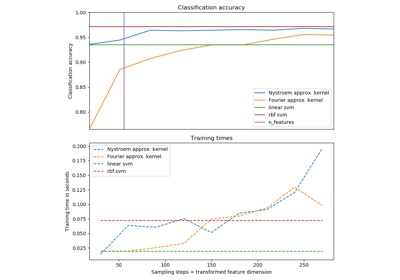 Classification accuracy
1.00
0.95
0.90
0.85
0.80
Classification accuracy
Nystroem approx. kernel
Fourier approx. kernel
linear svm
rbf svm
n_features
Training times
0.200
0.175
0.150
0.125
0.100
0.075
0.050
0.025
Training time in seconds
Nystroem approx. kernel
Fourier approx. kernel
linear svm
rbf svm
50
100
150
200
250
Sampling steps = transformed feature dimension